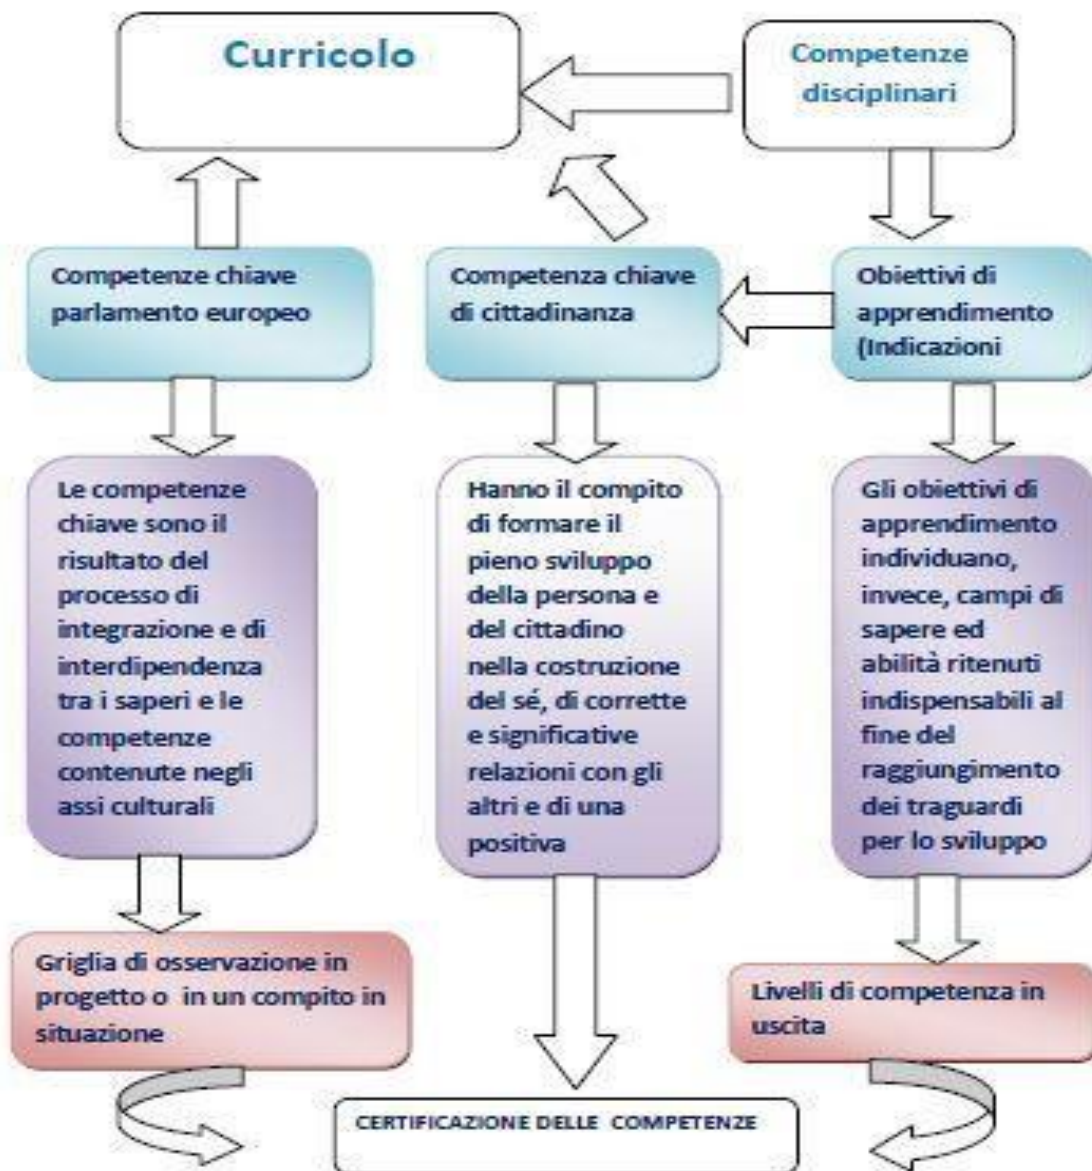 Curricolo
Competenze
disciplinari
Competenze chiave
parlamento europeo
Competenza chiave
di cittadinanza
Obiettivi di
apprendimento
(Indicazioni
Le competenze
chiave sono il
risultato del
processo di
integrazione e di
interdipendenza
tra i saperi e le
competenze
contenute negli
assi culturali
Hanno il compito
di formare il
pieno sviluppo
della persona e
del cittadino
nella costruzione
del sé, di corrette
e significative
relazioni con gli
altri e di una
positiva
Gli obiettivi di
apprendimento
individuano,
invece, campi di
sapere ed
abilità ritenuti
indispensabili al
fine del
raggiungimento
dei traguardi
per lo sviluppo
Griglia di osservazione in
progetto o in un compito in
situazione
Livelli di competenza in
uscita
CERTIFICAZIONE DELLE COMPETENZE